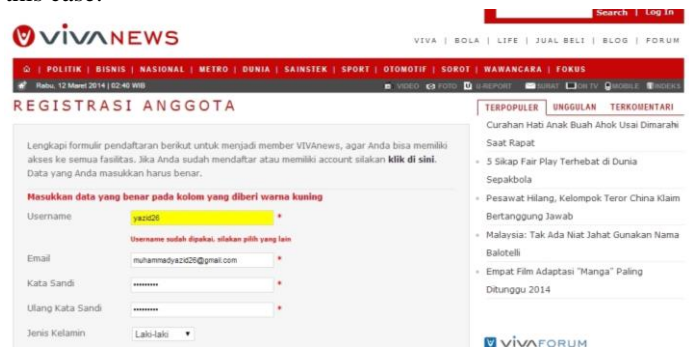 this case.
Search | Log In
VIVANEWS
VIVA | BOLA | LIFE | JUAL BELI | BLOG | FORUM
| POLITIK | BISNIS | NASIONAL | METRO | DUNIA | SAINSTEK | SPORT | OTOMOTIF | SOROT | WAWANCARA | FOKUS
Rabu, 12 Maret 2014 | 02:40 WIB
VIDEO FOTO U-REPORT SURAT ON TV MOBILE INDEKS
REGISTRASI ANGGOTA
Lengkapi formulir pendaftaran berikut untuk menjadi member VIVAnews, agar Anda bisa memiliki
akses ke semua fasilitas. Jika Anda sudah mendaftar atau memiliki account silakan klik di sini.
Data yang Anda masukkan harus benar.
Masukkan data yang benar pada kolom yang diberi warna kuning
Username yazid26 *
Username sudah dipakai, silakan pilih yang lain
Email muhammadyazid26@gmail.com *
Kata Sandi ••••••••• *
Ulang Kata Sandi ••••••••• *
Jenis Kelamin Laki-laki
TERPOPULER UNGGULAN TERKOMENTARI
Curahan Hati Anak Buah Ahok Usai Dimarahi
Saat Rapat
5 Sikap Fair Play Terhebat di Dunia
Sepakbola
Pesawat Hilang, Kelompok Teror China Klaim
Bertanggung Jawab
Malaysia: Tak Ada Niat Jahat Gunakan Nama
Balotelli
Empat Film Adaptasi "Manga" Paling
Ditunggu 2014
VIVAFORUM